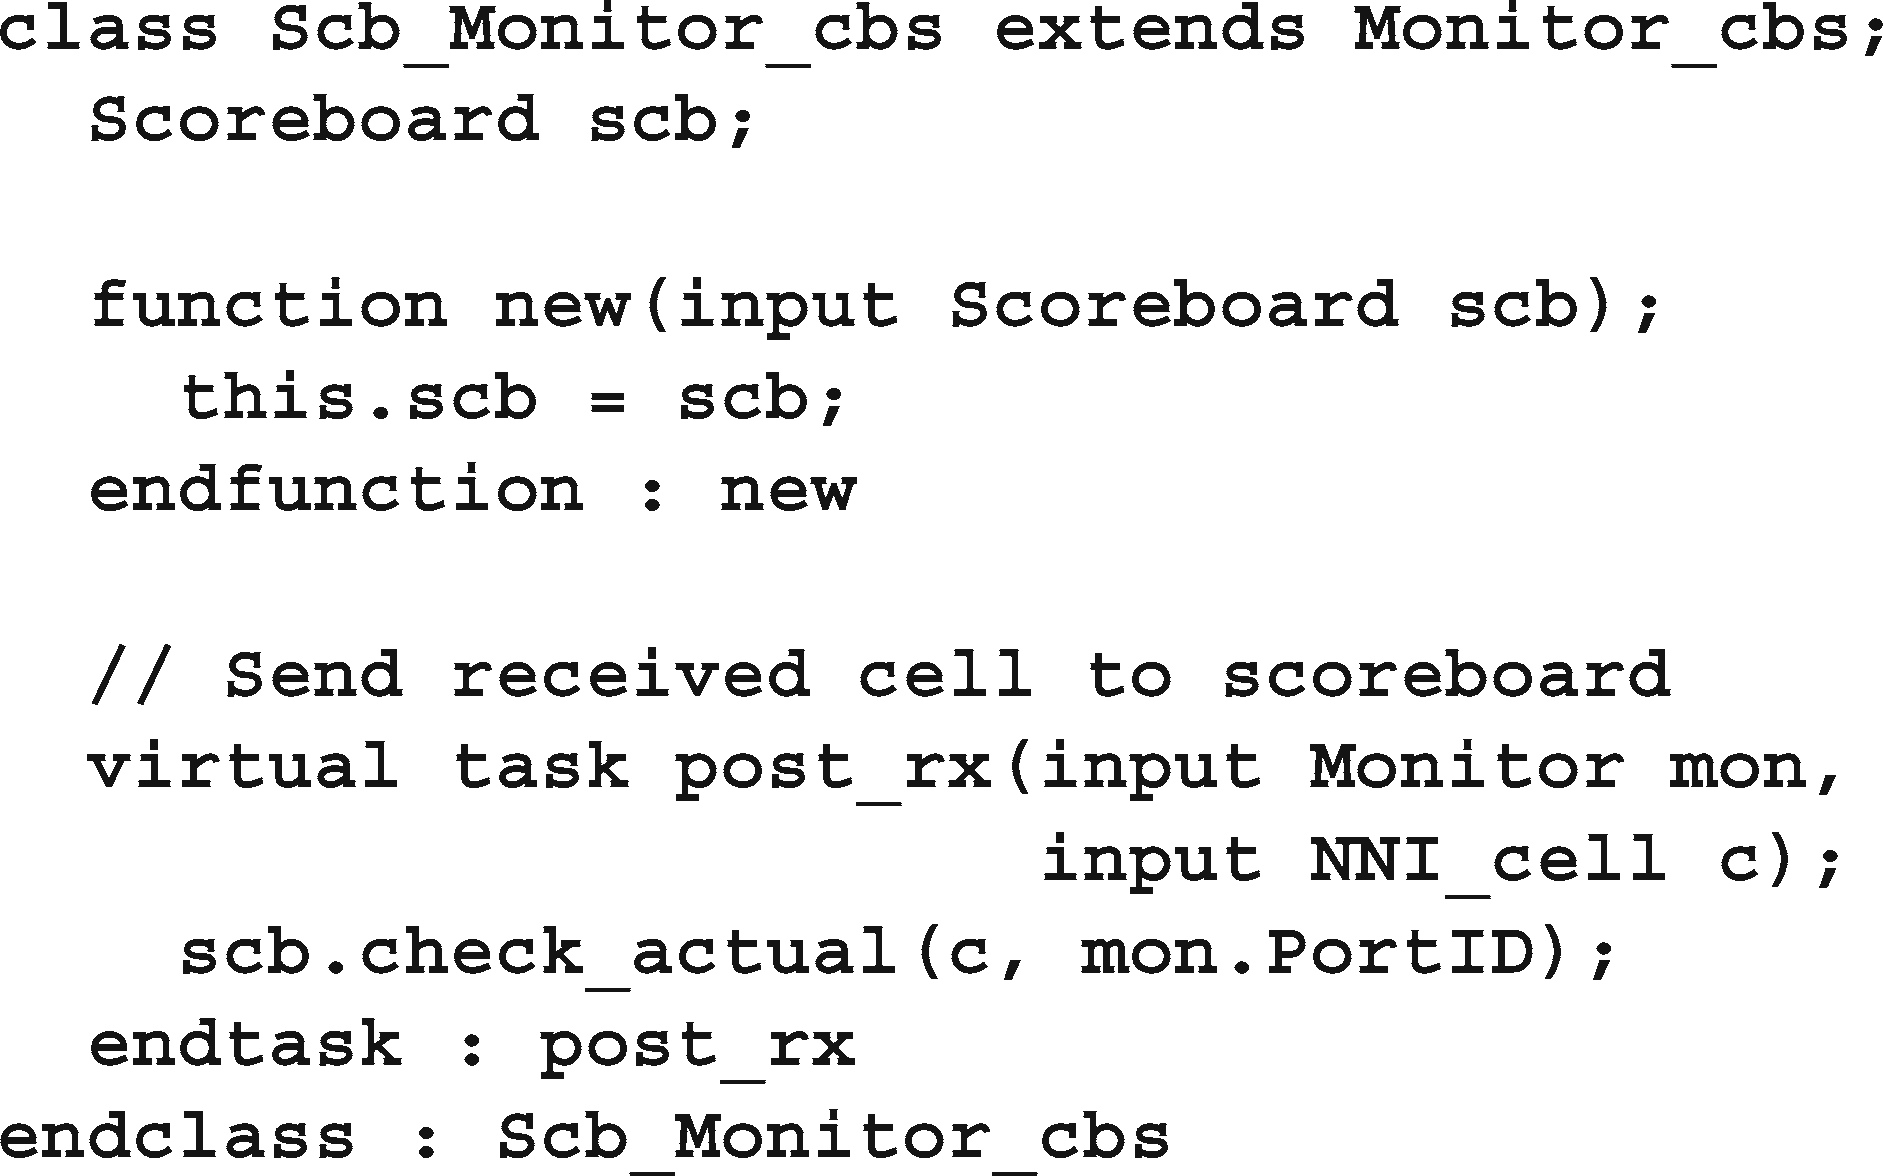 class Scb_Monitor_cbs extends Monitor_cbs;
  Scoreboard scb;

  function new(input Scoreboard scb);
    this.scb = scb;
  endfunction : new

  // Send received cell to scoreboard
  virtual task post_rx(input Monitor mon,
                       input NNI_cell c);
    scb.check_actual(c, mon.PortID);
  endtask : post_rx
endclass : Scb_Monitor_cbs